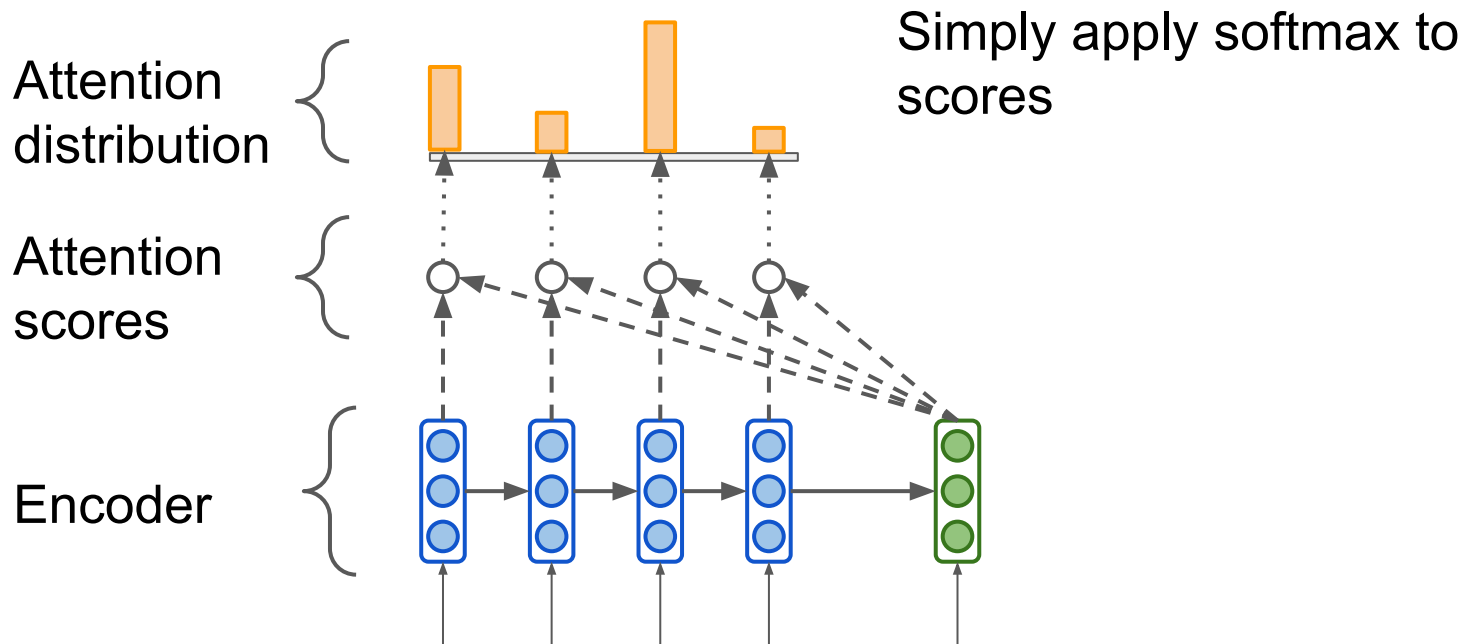 Simply apply softmax to
scores
Attention
distribution
Attention
scores
Encoder